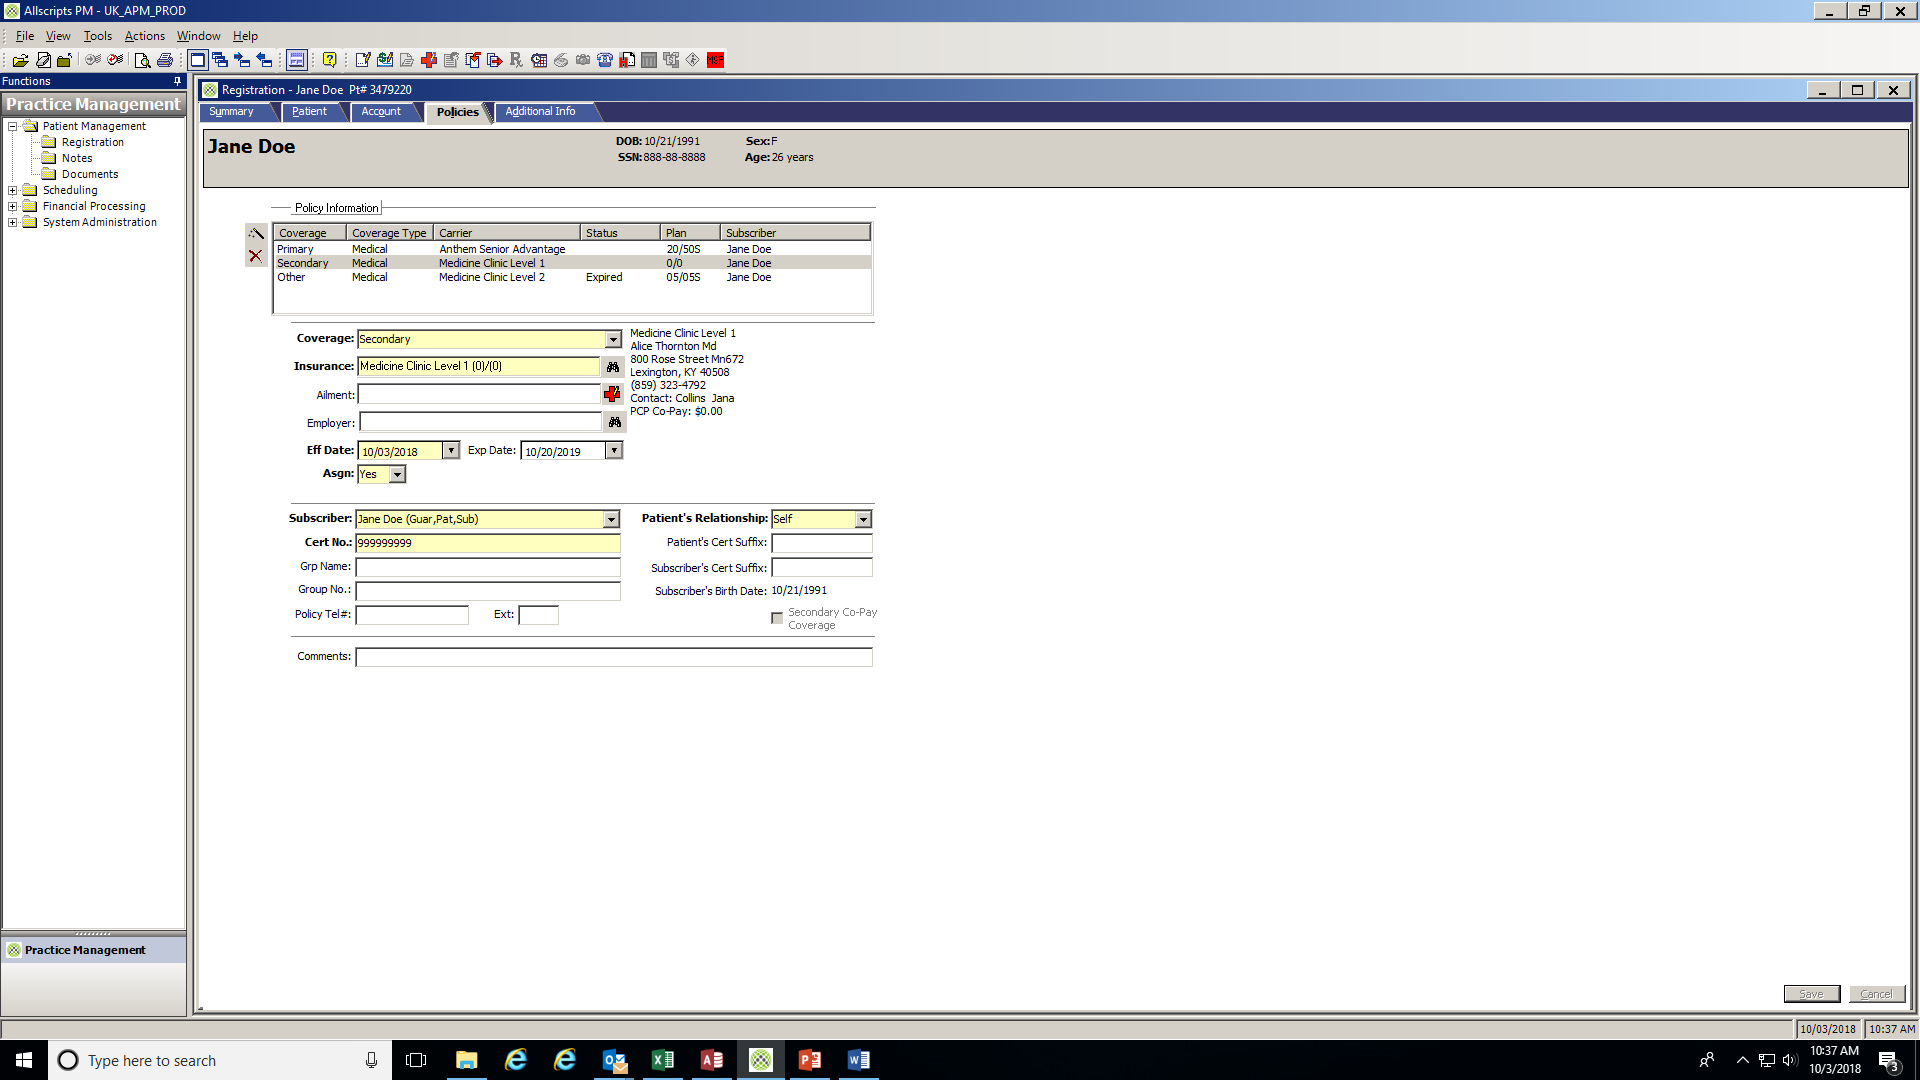 Allscripts PM - UK_APM_PROD
File View Tools Actions Window Help
MSP
Functions
Practice Management
Patient Management
Registration
Notes
Documents
Scheduling
Financial Processing
System Administration
Practice Management
Registration - Jane Doe Pt# 3479220
Summary Patient Account Policies Additional Info
Jane Doe
DOB: 10/21/1991 Sex: F
SSN: 888-88-8888 Age: 26 years
Policy Information
Coverage Coverage Type Carrier Status Plan Subscriber
Primary Medical Anthem Senior Advantage 20/50S Jane Doe
Secondary Medical Medicine Clinic Level 1 0/0 Jane Doe
Other Medical Medicine Clinic Level 2 Expired 05/05S Jane Doe
Coverage: Secondary
Insurance: Medicine Clinic Level 1 (0)/(0)
Ailment:
Employer:
Eff Date: 10/03/2018 Exp Date: 10/20/2019
Asgn: Yes
Medicine Clinic Level 1
Alice Thornton Md
800 Rose Street Mn672
Lexington, KY 40508
(859) 323-4792
Contact: Collins Jana
PCP Co-Pay: $0.00
Subscriber: Jane Doe (Guar,Pat,Sub) Patient's Relationship: Self
Cert No.: 999999999 Patient's Cert Suffix:
Grp Name: Subscriber's Cert Suffix:
Group No.: Subscriber's Birth Date: 10/21/1991
Policy Tel#: Ext: Secondary Co-Pay
Coverage
Comments:
Save Cancel
10/03/2018 10:37 AM
Type here to search
10:37 AM
10/3/2018
3